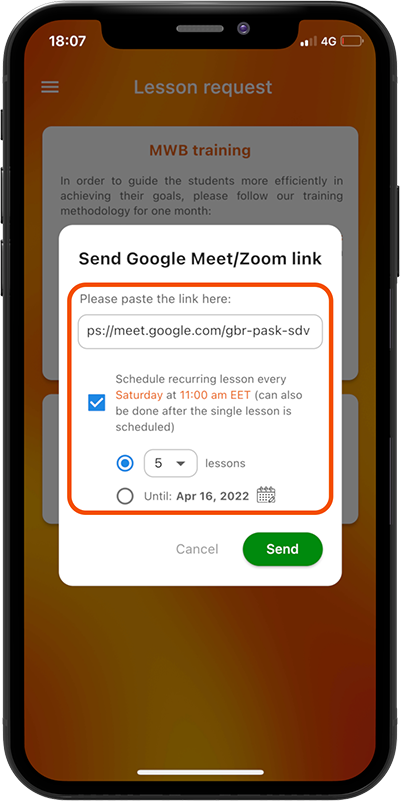 18:07
4G
Lesson request
MWB training
In order to guide the students more efficiently in
achieving their goals, please follow our training
methodology for one month:
Send Google Meet/Zoom link
Please paste the link here:
ps://meet.google.com/gbr-pask-sdv
Schedule recurring lesson every
Saturday at 11:00 am EET (can also
be done after the single lesson is
scheduled)
5 lessons
Until: Apr 16, 2022
Cancel Send